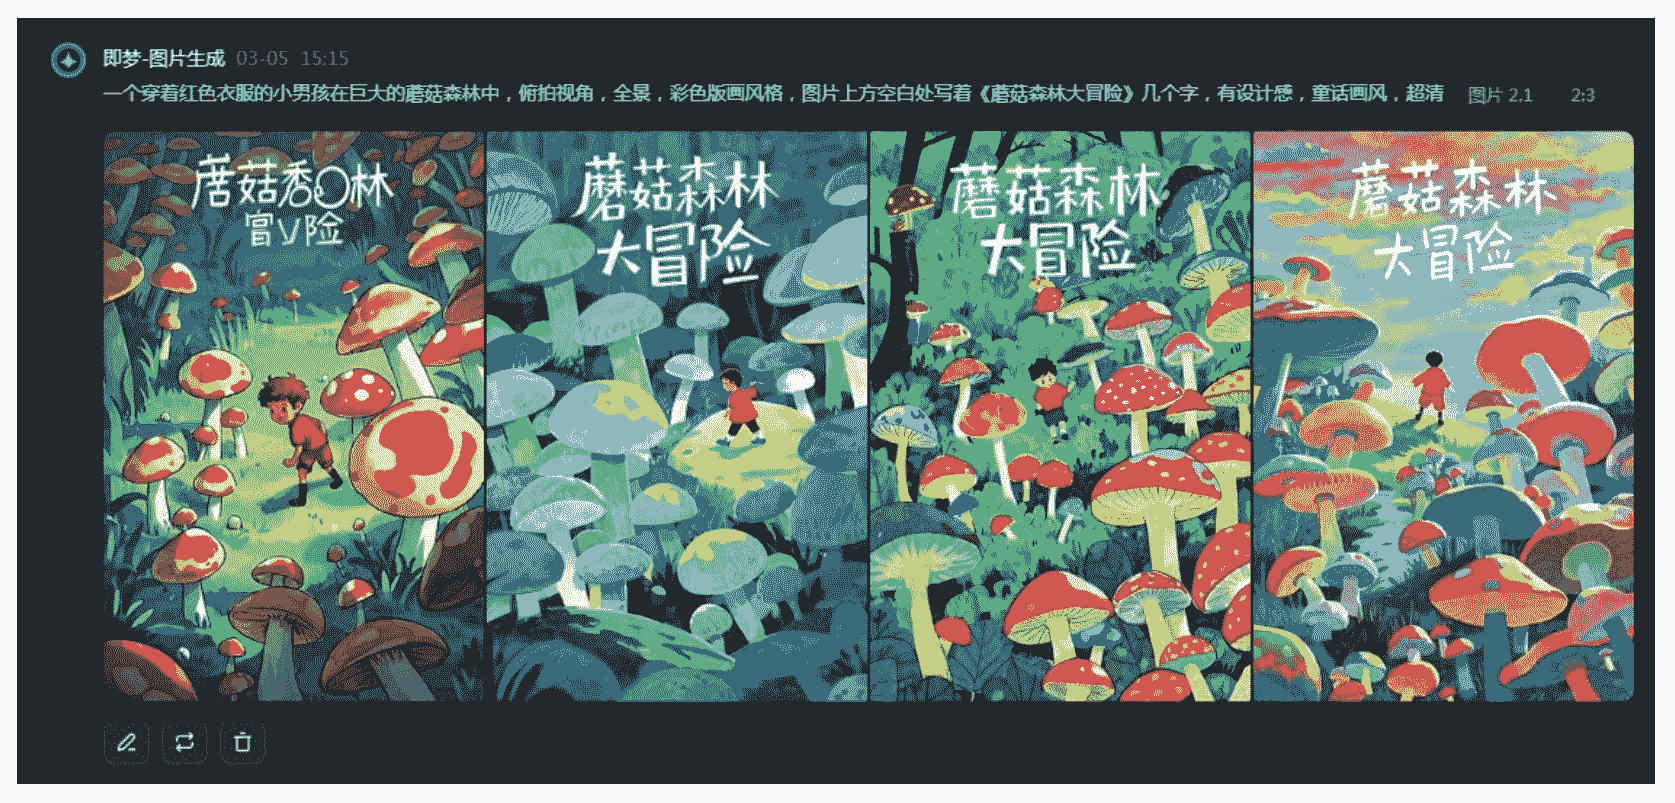 即梦-图片生成 03-05 15:15
一个穿着红色衣服的小男孩在巨大的蘑菇森林中，俯拍视角，全景，彩色版画风格，图片上方空白处写着《蘑菇森林大冒险》几个字，有设计感，童话画风，超清 图片 2.1 2:3
蘑菇森林
大冒险
蘑菇森林
大冒险
蘑菇森林
大冒险